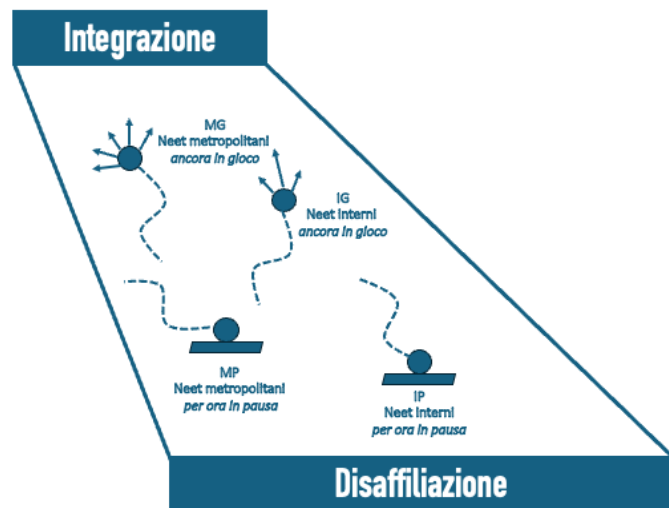 Integrazione
MG
Neet metropolitani
ancora in gioco
IG
Neet interni
ancora in gioco
MP
Neet metropolitani
per ora in pausa
IP
Neet interni
per ora in pausa
Disaffiliazione